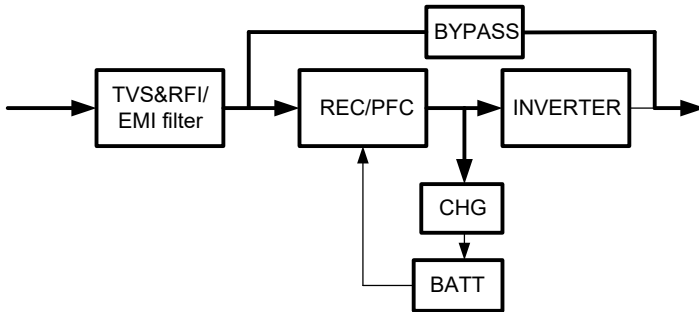 BYPASS
TVS&RFI/
EMI filter
REC/PFC
INVERTER
CHG
BATT